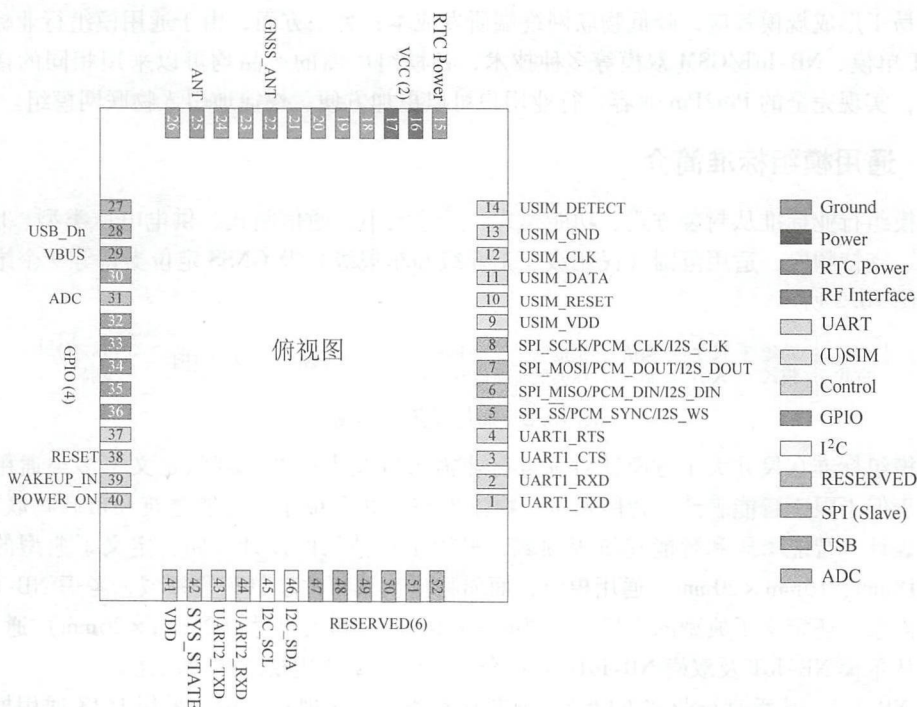 RTC Power
VCC (2)
GNSS_ANT
ANT
26 25 24 23 22 21 20 19 18 17 16 15
27
USB_Dn 28
VBUS 29
30
ADC 31
32
33
34
35
36
GPIO (4)
37
RESET 38
WAKEUP_IN 39
POWER_ON 40
俯视图
14 USIM_DETECT
13 USIM_GND
12 USIM_CLK
11 USIM_DATA
10 USIM_RESET
9 USIM_VDD
8 SPI_SCLK/PCM_CLK/I2S_CLK
7 SPI_MOSI/PCM_DOUT/I2S_DOUT
6 SPI_MISO/PCM_DIN/I2S_DIN
5 SPI_SS/PCM_SYNC/I2S_WS
4 UART1_RTS
3 UART1_CTS
2 UART1_RXD
1 UART1_TXD
Ground
Power
RTC Power
RF Interface
UART
(U)SIM
Control
GPIO
I²C
RESERVED
SPI (Slave)
USB
ADC
41 42 43 44 45 46 47 48 49 50 51 52
VDD
SYS_STATE
UART2_TXD
UART2_RXD
I2C_SCL
I2C_SDA
RESERVED(6)